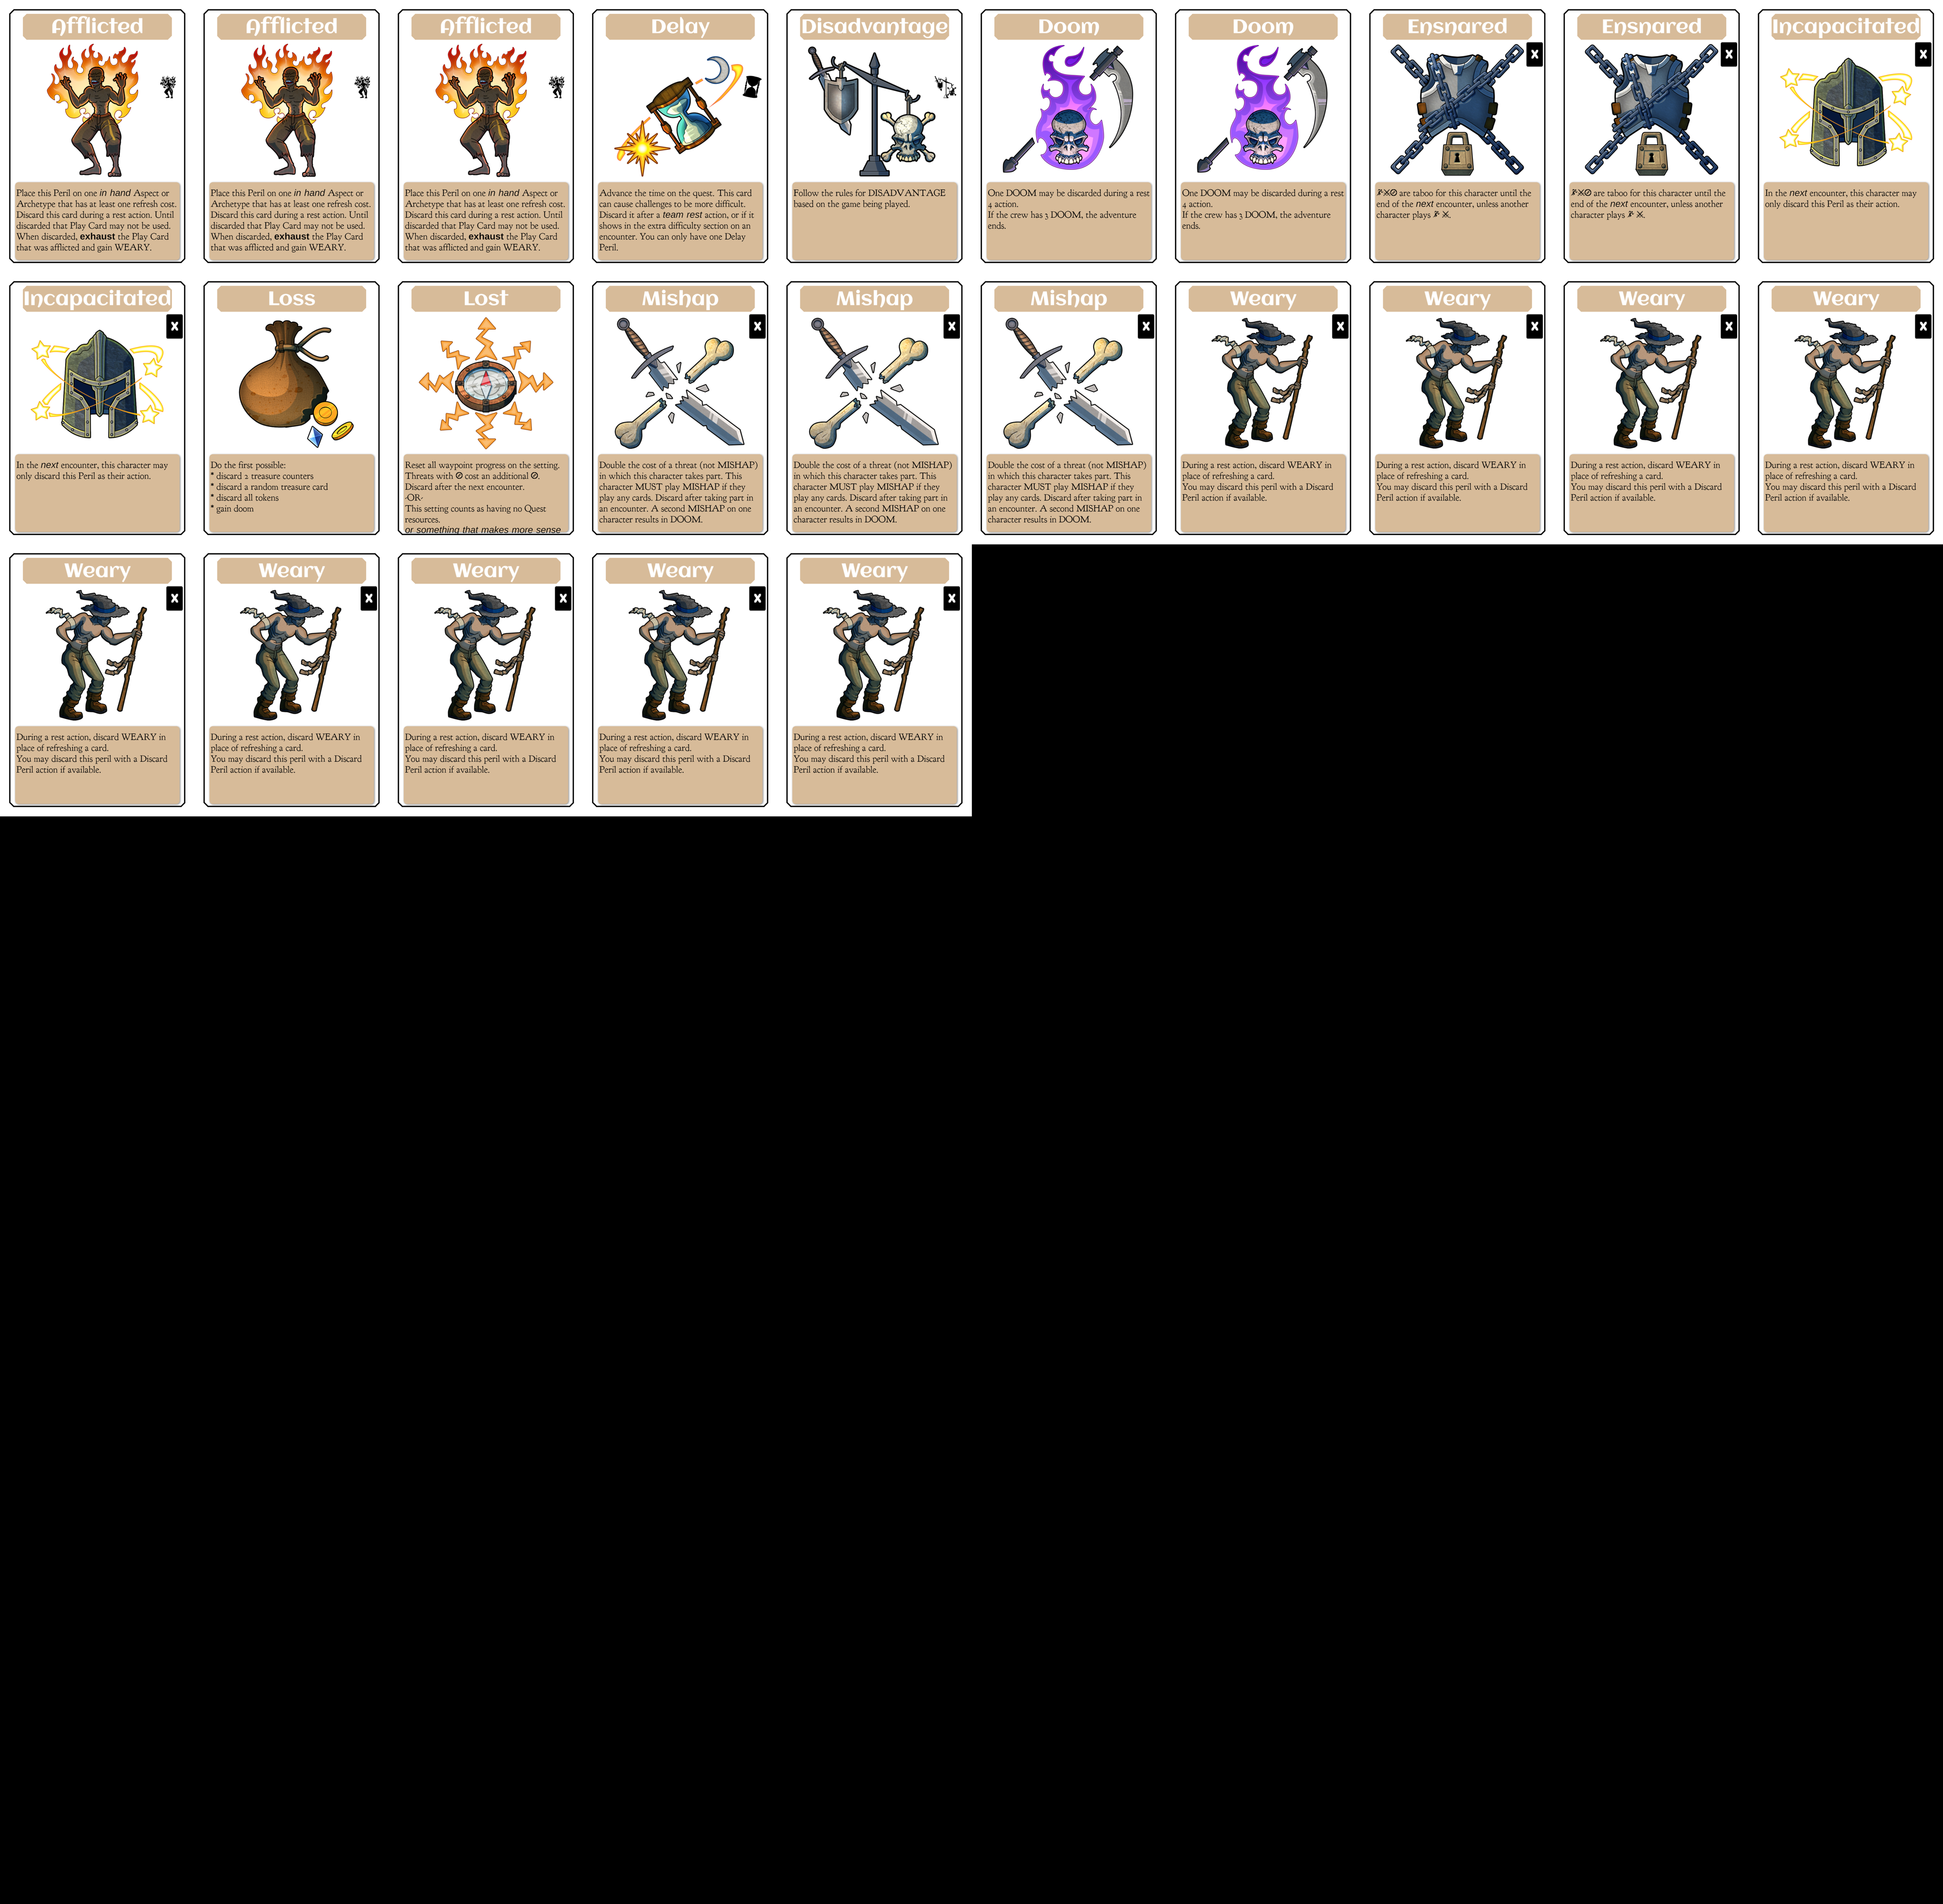 Afflicted
Place this Peril on one in hand Aspect or
Archetype that has at least one refresh cost.
Discard this card during a rest action. Until
discarded that Play Card may not be used.
When discarded, exhaust the Play Card
that was afflicted and gain WEARY.
Afflicted
Place this Peril on one in hand Aspect or
Archetype that has at least one refresh cost.
Discard this card during a rest action. Until
discarded that Play Card may not be used.
When discarded, exhaust the Play Card
that was afflicted and gain WEARY.
Afflicted
Place this Peril on one in hand Aspect or
Archetype that has at least one refresh cost.
Discard this card during a rest action. Until
discarded that Play Card may not be used.
When discarded, exhaust the Play Card
that was afflicted and gain WEARY.
Delay
Advance the time on the quest. This card
can cause challenges to be more difficult.
Discard it after a team rest action, or if it
shows in the extra difficulty section on an
encounter. You can only have one Delay
Peril.
Disadvantage
Follow the rules for DISADVANTAGE
based on the game being played.
Doom
One DOOM may be discarded during a rest
4 action.
If the crew has 3 DOOM, the adventure
ends.
Doom
One DOOM may be discarded during a rest
4 action.
If the crew has 3 DOOM, the adventure
ends.
Ensnared
X
are taboo for this character until the
end of the next encounter, unless another
character plays
Ensnared
X
are taboo for this character until the
end of the next encounter, unless another
character plays
Incapacitated
X
In the next encounter, this character may
only discard this Peril as their action.
Incapacitated
X
In the next encounter, this character may
only discard this Peril as their action.
Loss
Do the first possible:
* discard 2 treasure counters
* discard a random treasure card
* discard all tokens
* gain doom
Lost
Reset all waypoint progress on the setting.
Threats with cost an additional
Discard after the next encounter.
-OR-
This setting counts as having no Quest
resources.
or something that makes more sense
Mishap
X
Double the cost of a threat (not MISHAP)
in which this character takes part. This
character MUST play MISHAP if they
play any cards. Discard after taking part in
an encounter. A second MISHAP on one
character results in DOOM.
Mishap
X
Double the cost of a threat (not MISHAP)
in which this character takes part. This
character MUST play MISHAP if they
play any cards. Discard after taking part in
an encounter. A second MISHAP on one
character results in DOOM.
Mishap
X
Double the cost of a threat (not MISHAP)
in which this character takes part. This
character MUST play MISHAP if they
play any cards. Discard after taking part in
an encounter. A second MISHAP on one
character results in DOOM.
Weary
X
During a rest action, discard WEARY in
place of refreshing a card.
You may discard this peril with a Discard
Peril action if available.
Weary
X
During a rest action, discard WEARY in
place of refreshing a card.
You may discard this peril with a Discard
Peril action if available.
Weary
X
During a rest action, discard WEARY in
place of refreshing a card.
You may discard this peril with a Discard
Peril action if available.
Weary
X
During a rest action, discard WEARY in
place of refreshing a card.
You may discard this peril with a Discard
Peril action if available.
Weary
X
During a rest action, discard WEARY in
place of refreshing a card.
You may discard this peril with a Discard
Peril action if available.
Weary
X
During a rest action, discard WEARY in
place of refreshing a card.
You may discard this peril with a Discard
Peril action if available.
Weary
X
During a rest action, discard WEARY in
place of refreshing a card.
You may discard this peril with a Discard
Peril action if available.
Weary
X
During a rest action, discard WEARY in
place of refreshing a card.
You may discard this peril with a Discard
Peril action if available.
Weary
X
During a rest action, discard WEARY in
place of refreshing a card.
You may discard this peril with a Discard
Peril action if available.